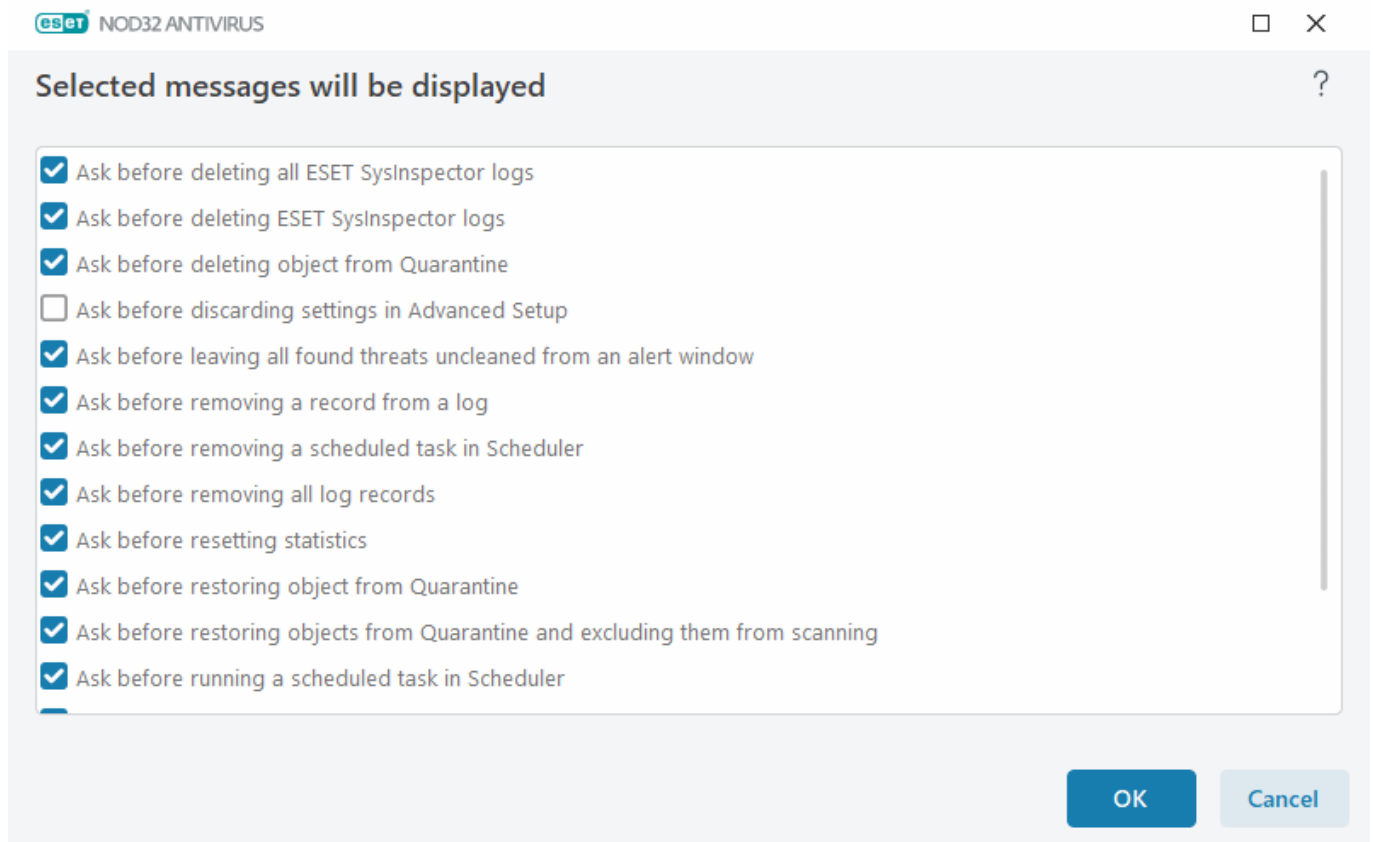 eset NOD32 ANTIVIRUS
Selected messages will be displayed
?
Ask before deleting all ESET SysInspector logs
Ask before deleting ESET SysInspector logs
Ask before deleting object from Quarantine
Ask before discarding settings in Advanced Setup
Ask before leaving all found threats uncleaned from an alert window
Ask before removing a record from a log
Ask before removing a scheduled task in Scheduler
Ask before removing all log records
Ask before resetting statistics
Ask before restoring object from Quarantine
Ask before restoring objects from Quarantine and excluding them from scanning
Ask before running a scheduled task in Scheduler
OK Cancel